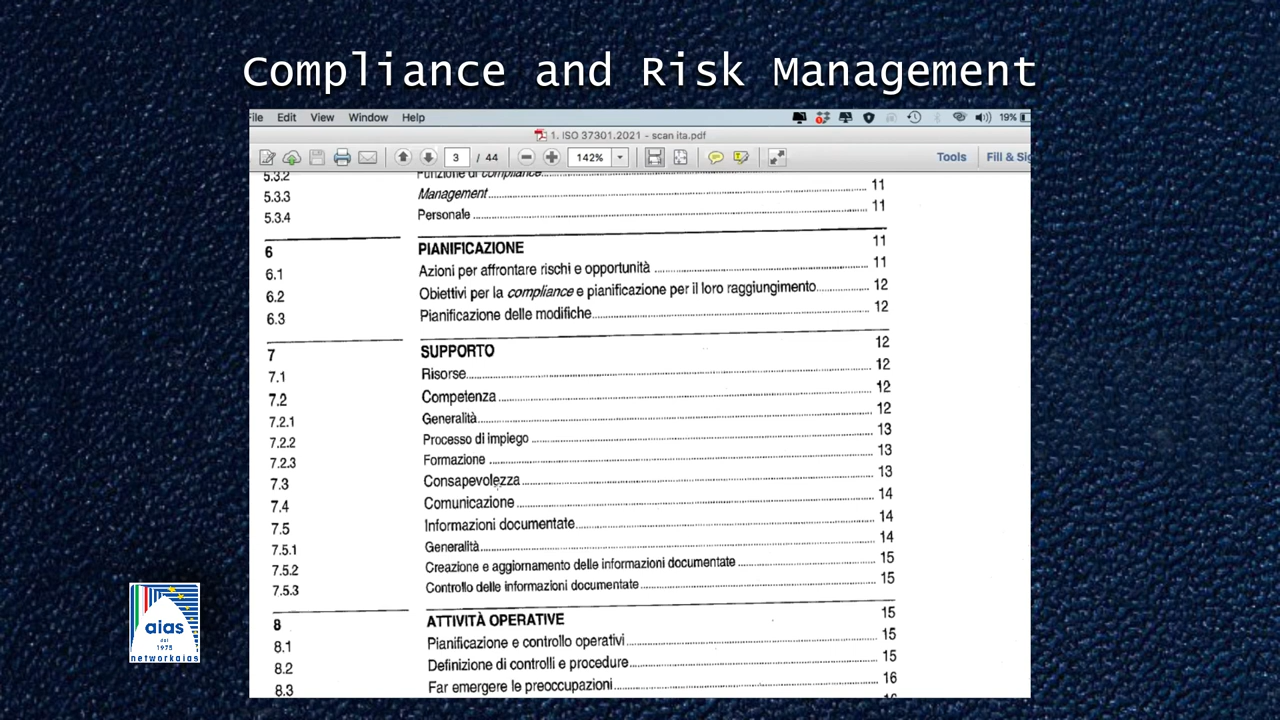 Compliance and Risk Management
ile Edit View Window Help 19%
1. ISO 37301.2021 - scan ita.pdf
3 / 44 142% Tools Fill & Sig
5.3.2 Funzione di compliance
5.3.3 Management 11
5.3.4 Personale 11
6 PIANIFICAZIONE 11
6.1 Azioni per affrontare rischi e opportunità 11
6.2 Obiettivi per la compliance e pianificazione per il loro raggiungimento 12
6.3 Pianificazione delle modifiche 12
7 SUPPORTO 12
7.1 Risorse 12
7.2 Competenza 12
7.2.1 Generalità 12
7.2.2 Processo di impiego 13
7.2.3 Formazione 13
7.3 Consapevolezza 13
7.4 Comunicazione 14
7.5 Informazioni documentate 14
7.5.1 Generalità 14
7.5.2 Creazione e aggiornamento delle informazioni documentate 15
7.5.3 Controllo delle informazioni documentate 15
8 ATTIVITÀ OPERATIVE 15
8.1 Pianificazione e controllo operativi 15
8.2 Definizione di controlli e procedure 15
8.3 Far emergere le preoccupazioni 16
aias
dal
1975
networkaias